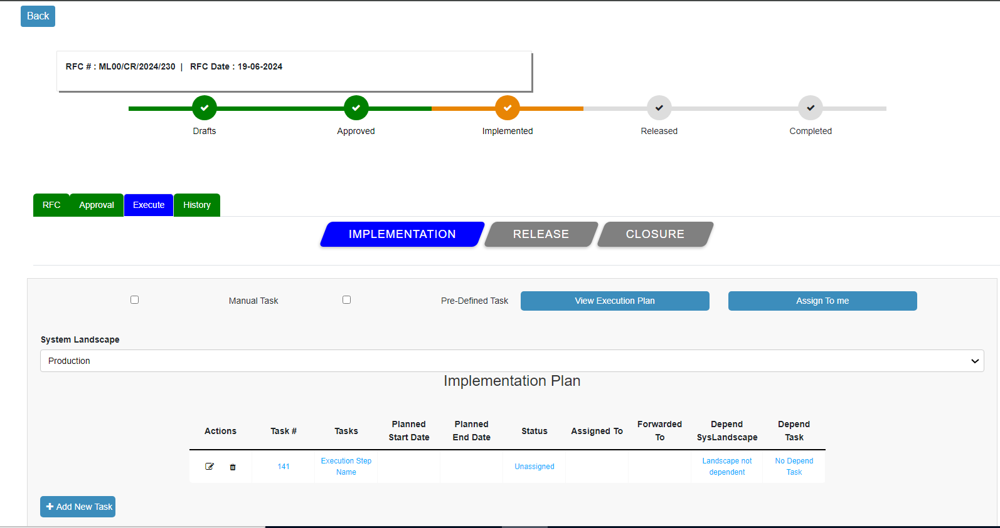 Back
RFC # : ML00/CR/2024/230 | RFC Date : 19-06-2024
Drafts Approved Implemented Released Completed
RFC Approval Execute History
IMPLEMENTATION RELEASE CLOSURE
Manual Task Pre-Defined Task View Execution Plan Assign To me
System Landscape
Production
Implementation Plan
Actions Task # Tasks Planned Start Date Planned End Date Status Assigned To Forwarded To Depend SysLandscape Depend Task
141 Execution Step Name Unassigned Landscape not dependent No Depend Task
+ Add New Task